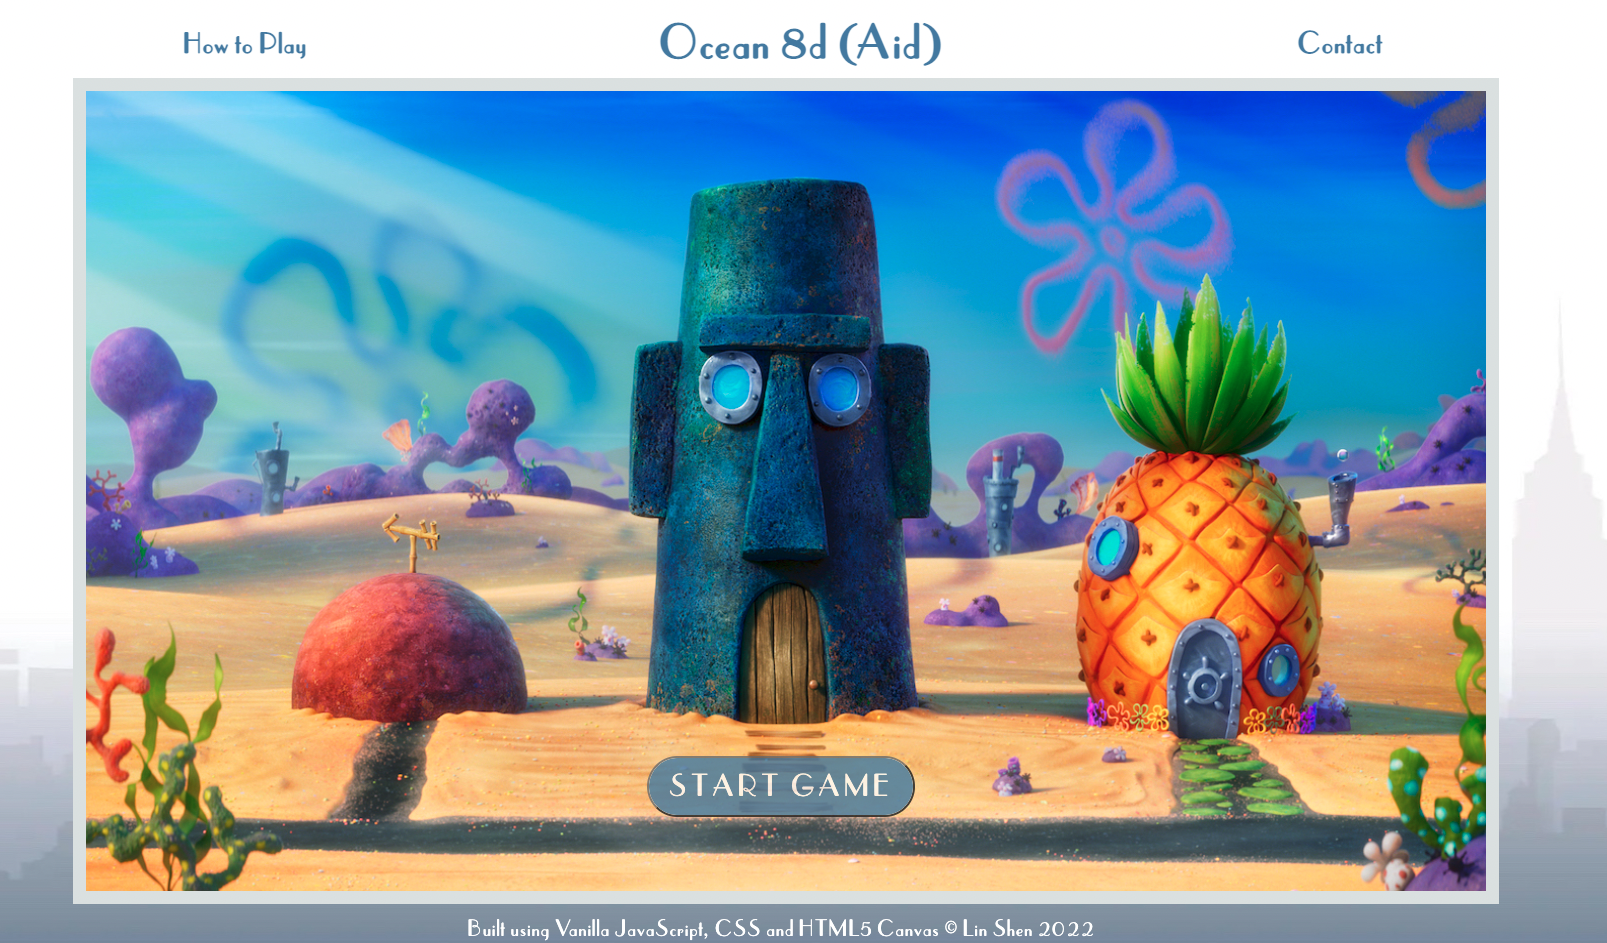 How to Play
Ocean 8d (Aid)
Contact
START GAME
Built using Vanilla JavaScript, CSS and HTML5 Canvas © Lin Shen 2022